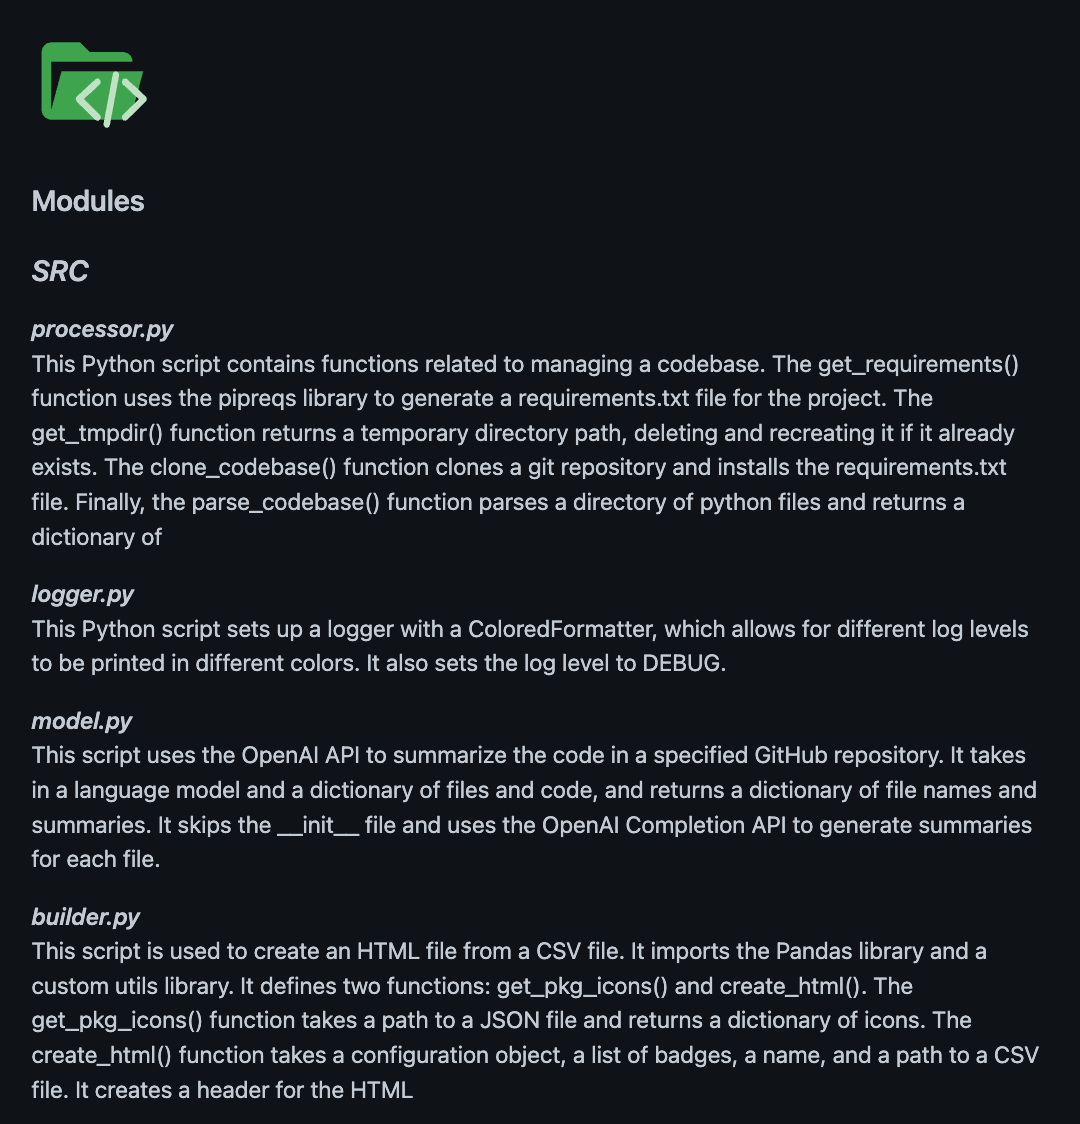 </>
Modules
SRC
processor.py
This Python script contains functions related to managing a codebase. The get_requirements()
function uses the pipreqs library to generate a requirements.txt file for the project. The
get_tmpdir() function returns a temporary directory path, deleting and recreating it if it already
exists. The clone_codebase() function clones a git repository and installs the requirements.txt
file. Finally, the parse_codebase() function parses a directory of python files and returns a
dictionary of
logger.py
This Python script sets up a logger with a ColoredFormatter, which allows for different log levels
to be printed in different colors. It also sets the log level to DEBUG.
model.py
This script uses the OpenAI API to summarize the code in a specified GitHub repository. It takes
in a language model and a dictionary of files and code, and returns a dictionary of file names and
summaries. It skips the __init__ file and uses the OpenAI Completion API to generate summaries
for each file.
builder.py
This script is used to create an HTML file from a CSV file. It imports the Pandas library and a
custom utils library. It defines two functions: get_pkg_icons() and create_html(). The
get_pkg_icons() function takes a path to a JSON file and returns a dictionary of icons. The
create_html() function takes a configuration object, a list of badges, a name, and a path to a CSV
file. It creates a header for the HTML